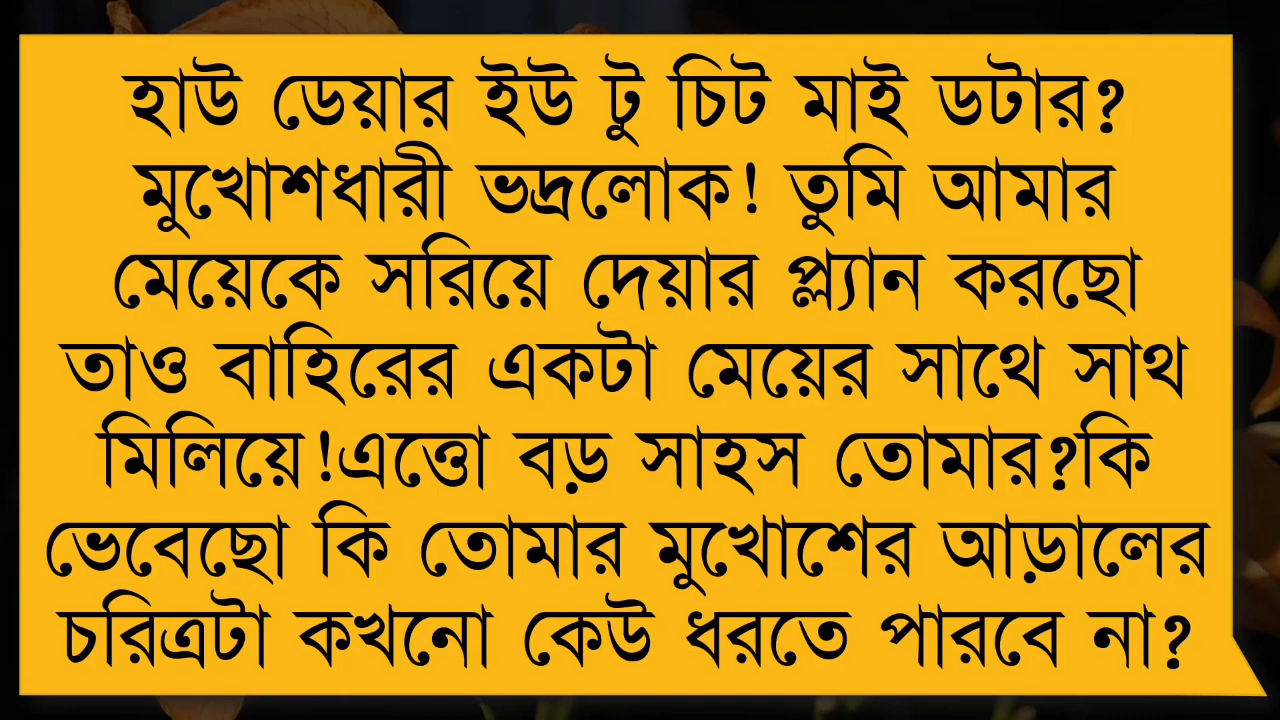 হাউ ডেয়ার ইউ টু চিট মাই ডটার?
মুখোশধারী ভদ্রলোক! তুমি আমার
মেয়েকে সরিয়ে দেয়ার প্ল্যান করছো
তাও বাহিরের একটা মেয়ের সাথে সাথ
মিলিয়ে!এত্তো বড় সাহস তোমার?কি
ভেবেছো কি তোমার মুখোশের আড়ালের
চরিত্রটা কখনো কেউ ধরতে পারবে না?